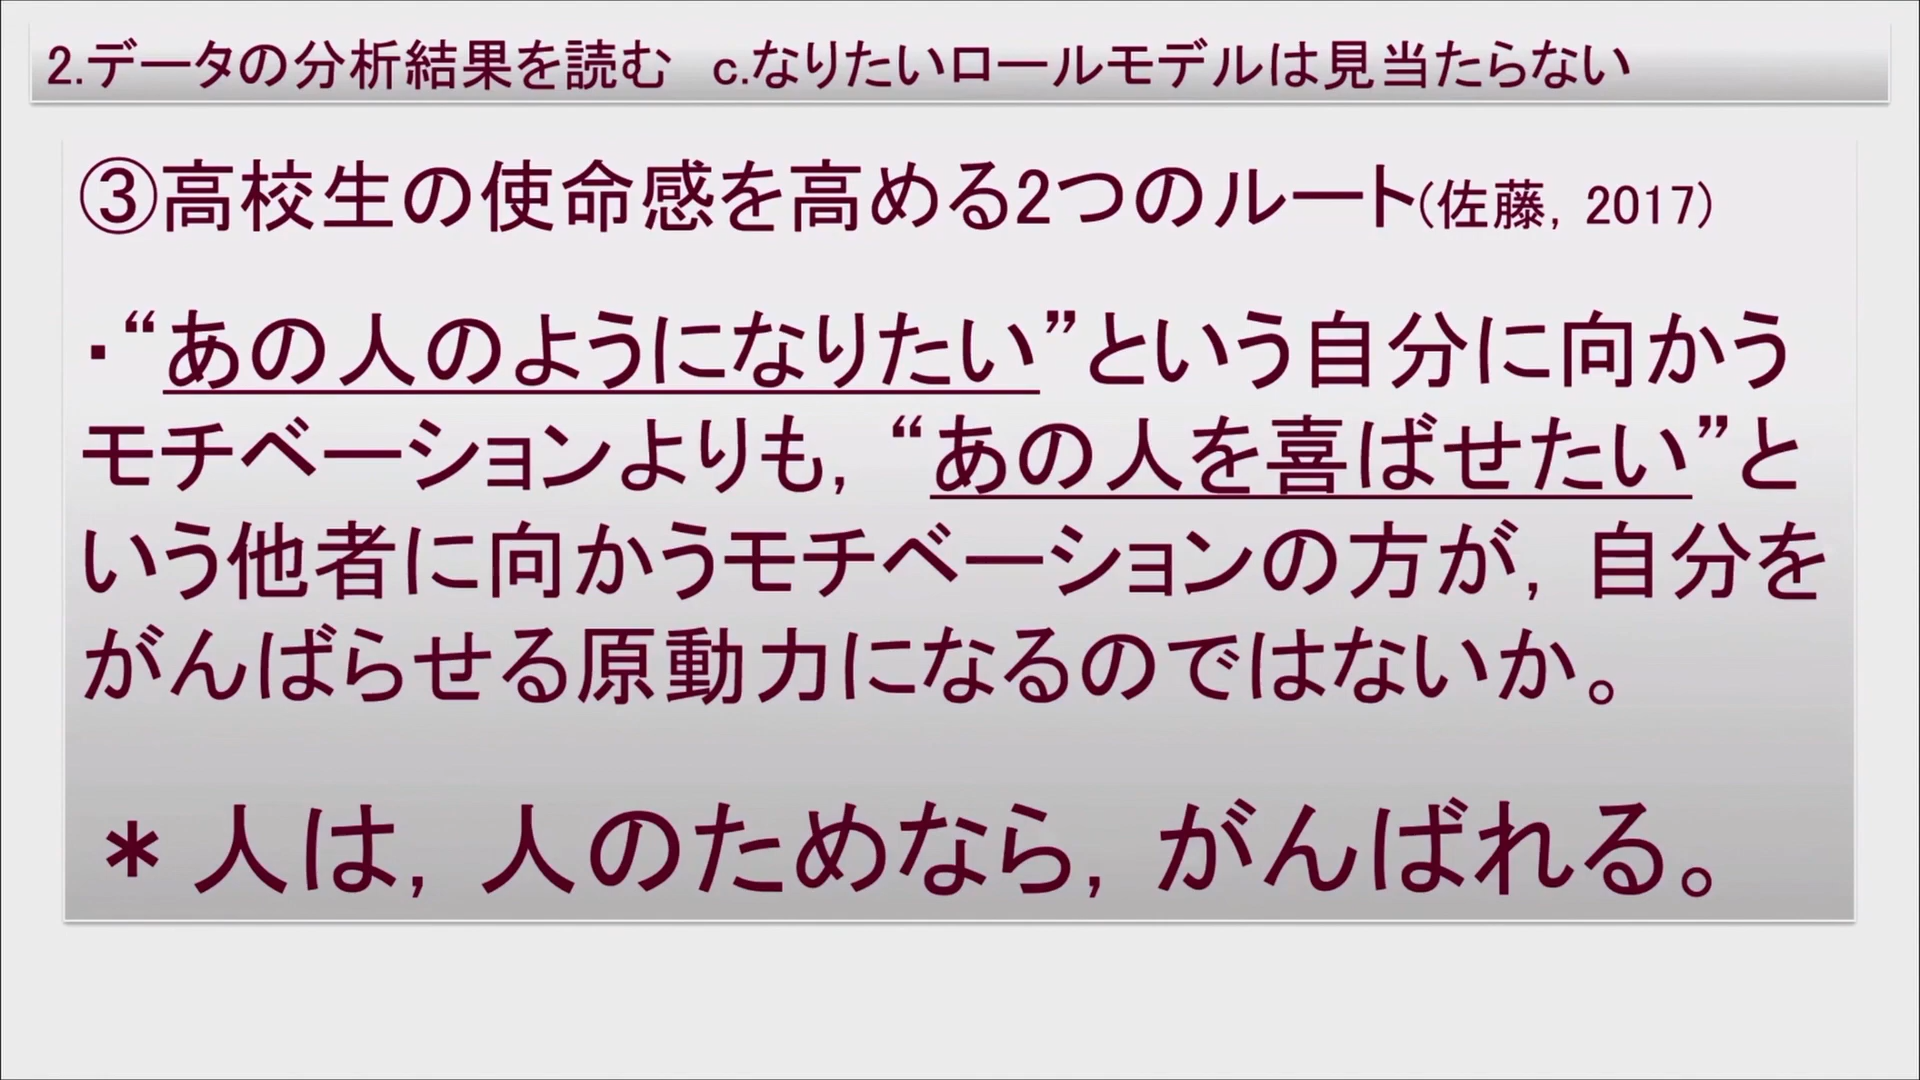 2.データの分析結果を読む　c.なりたいロールモデルは見当たらない
③高校生の使命感を高める2つのルート(佐藤，2017)
・“あの人のようになりたい”という自分に向かう
モチベーションよりも，“あの人を喜ばせたい”と
いう他者に向かうモチベーションの方が，自分を
がんばらせる原動力になるのではないか。
＊ 人は，人のためなら，がんばれる。